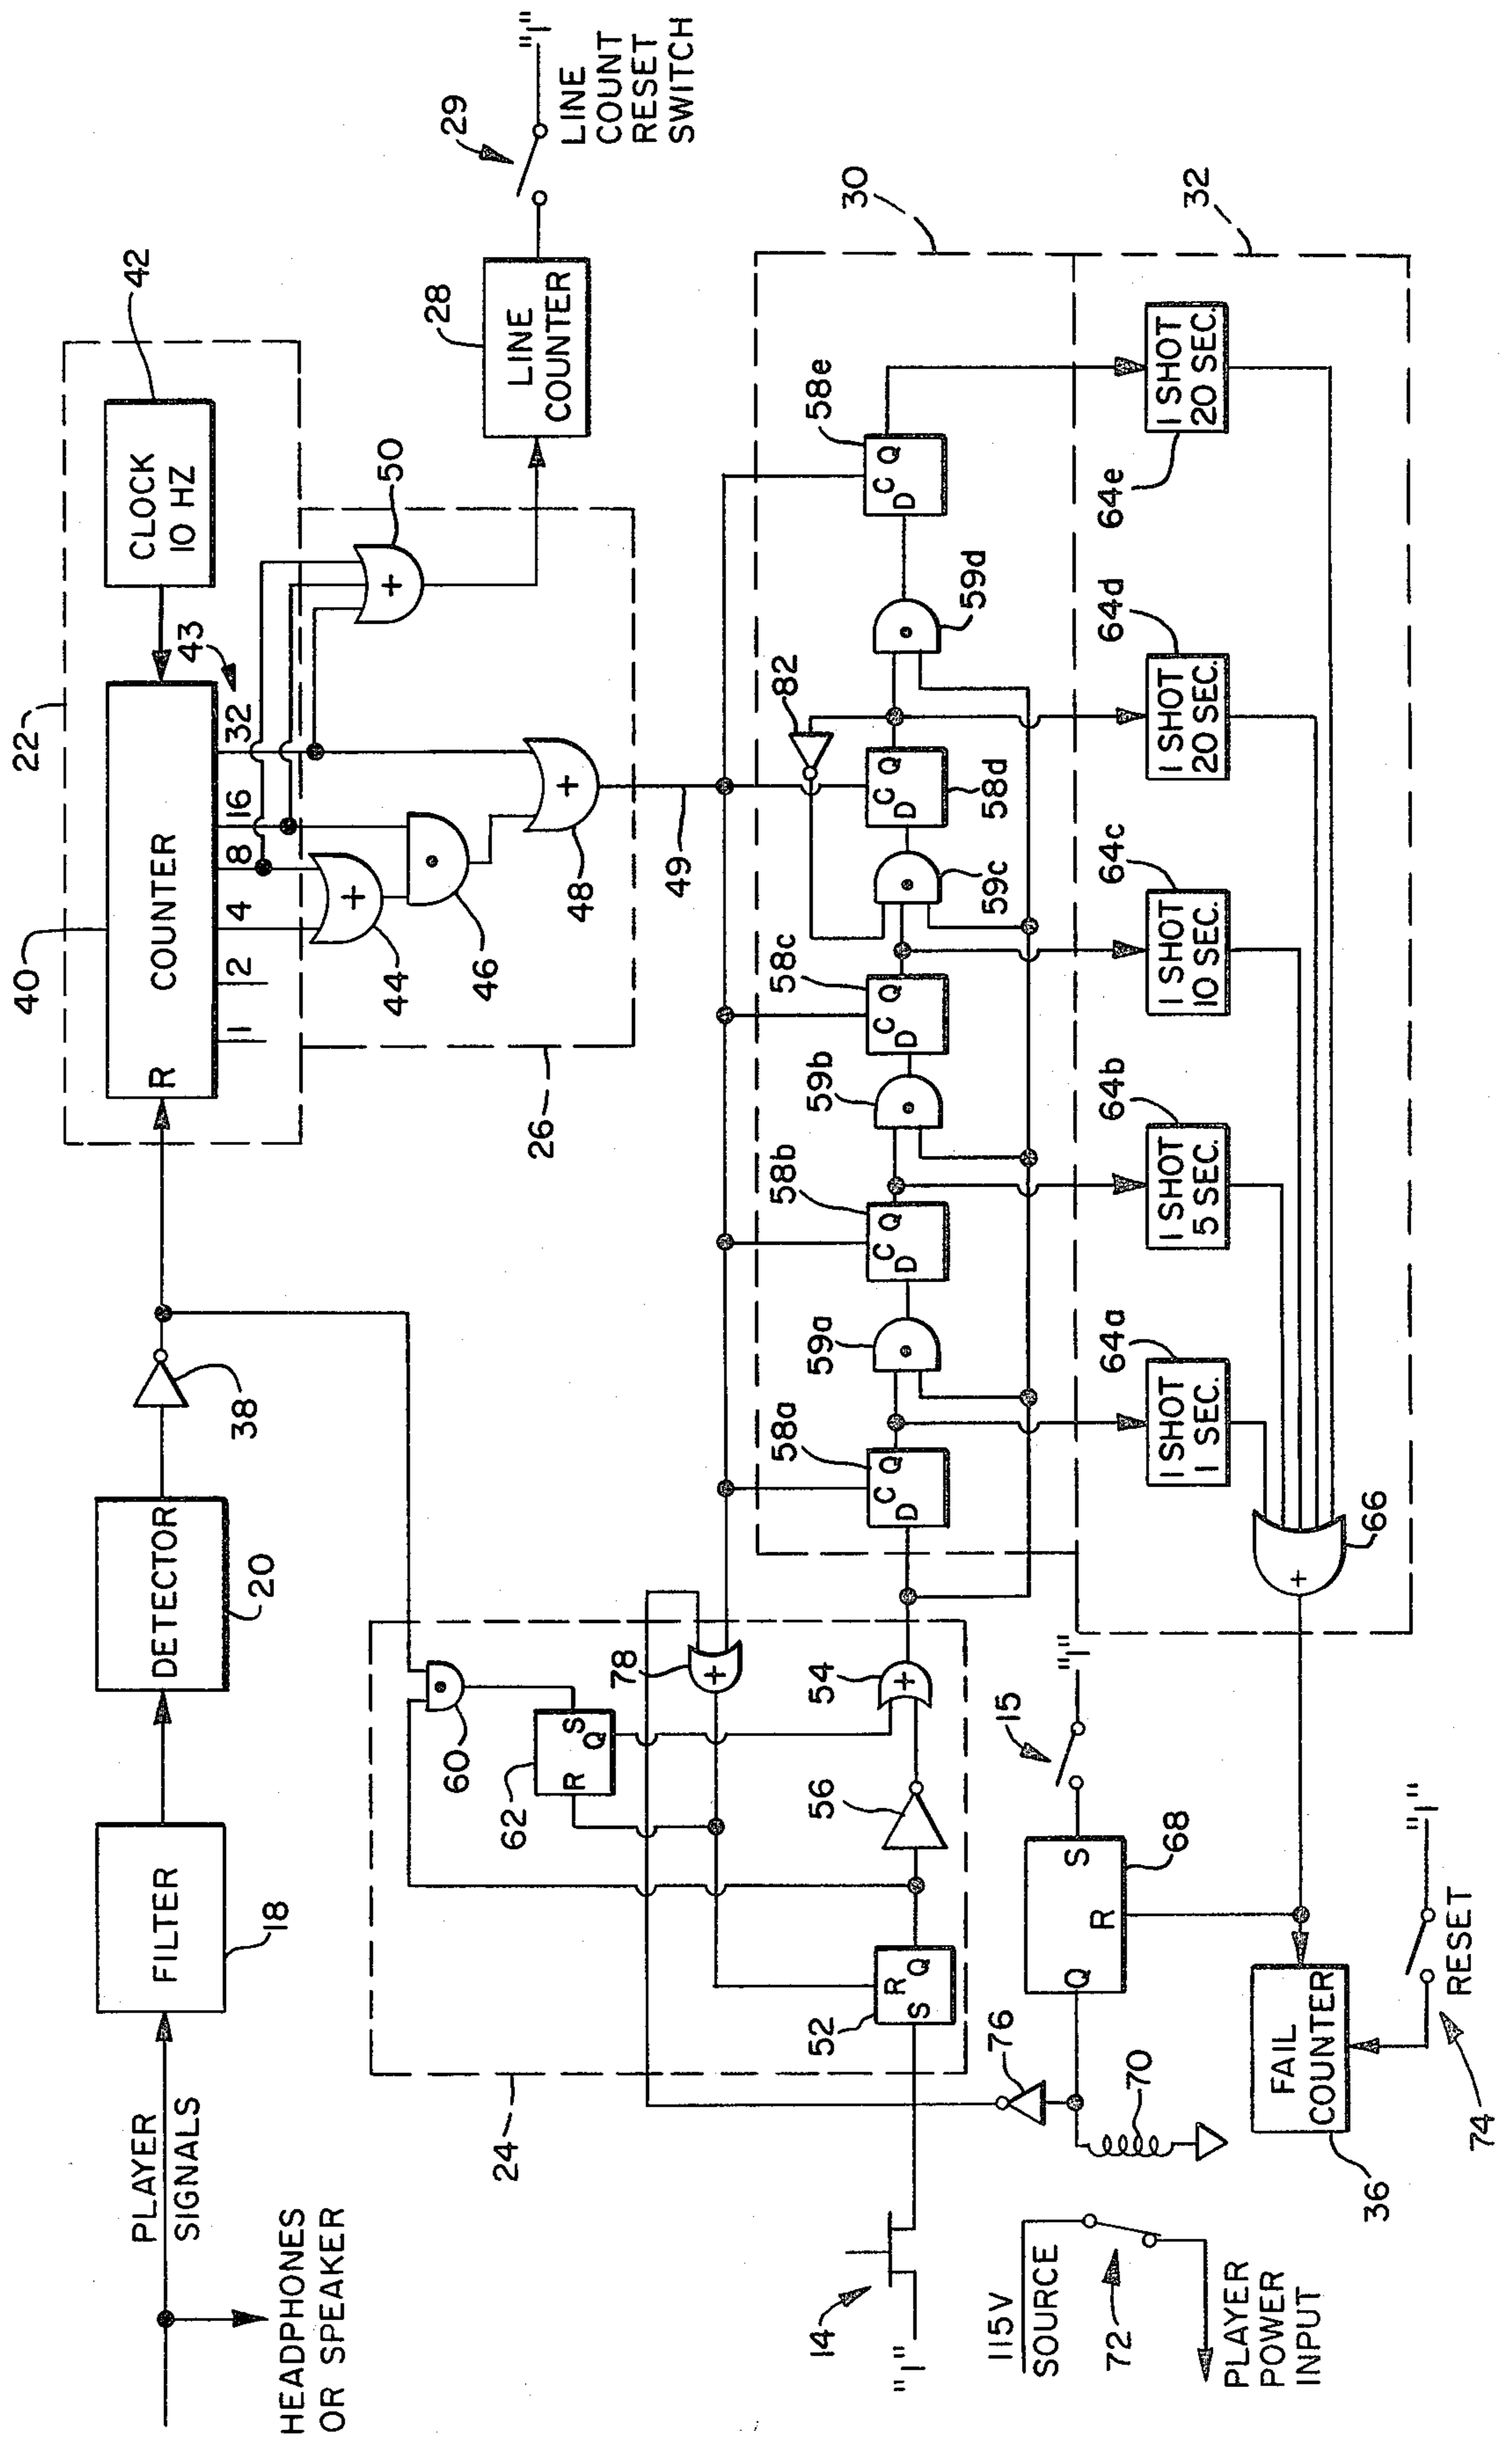 PLAYER
SIGNALS
HEADPHONES
OR SPEAKER
FILTER
18
DETECTOR
20
38
40
R
COUNTER
1
2
4
8
16
32
43
22
CLOCK
10 HZ
42
44
46
48
26
50
49
LINE
COUNTER
28
29
"1"
LINE
COUNT
RESET
SWITCH
24
60
62
R
S
Q
78
+
52
S
R
Q
56
54
+
14
"1"
30
58a
C
D
Q
59a
58b
C
D
Q
59b
58c
C
D
Q
59c
58d
C
D
Q
82
59d
58e
C
D
Q
32
64a
1 SHOT
1 SEC.
64b
1 SHOT
5 SEC.
64c
1 SHOT
10 SEC.
64d
1 SHOT
20 SEC.
64e
1 SHOT
20 SEC.
66
+
115V
SOURCE
72
PLAYER
POWER
INPUT
70
76
Q
R
S
68
15
"1"
FAIL
COUNTER
36
74
RESET
"1"